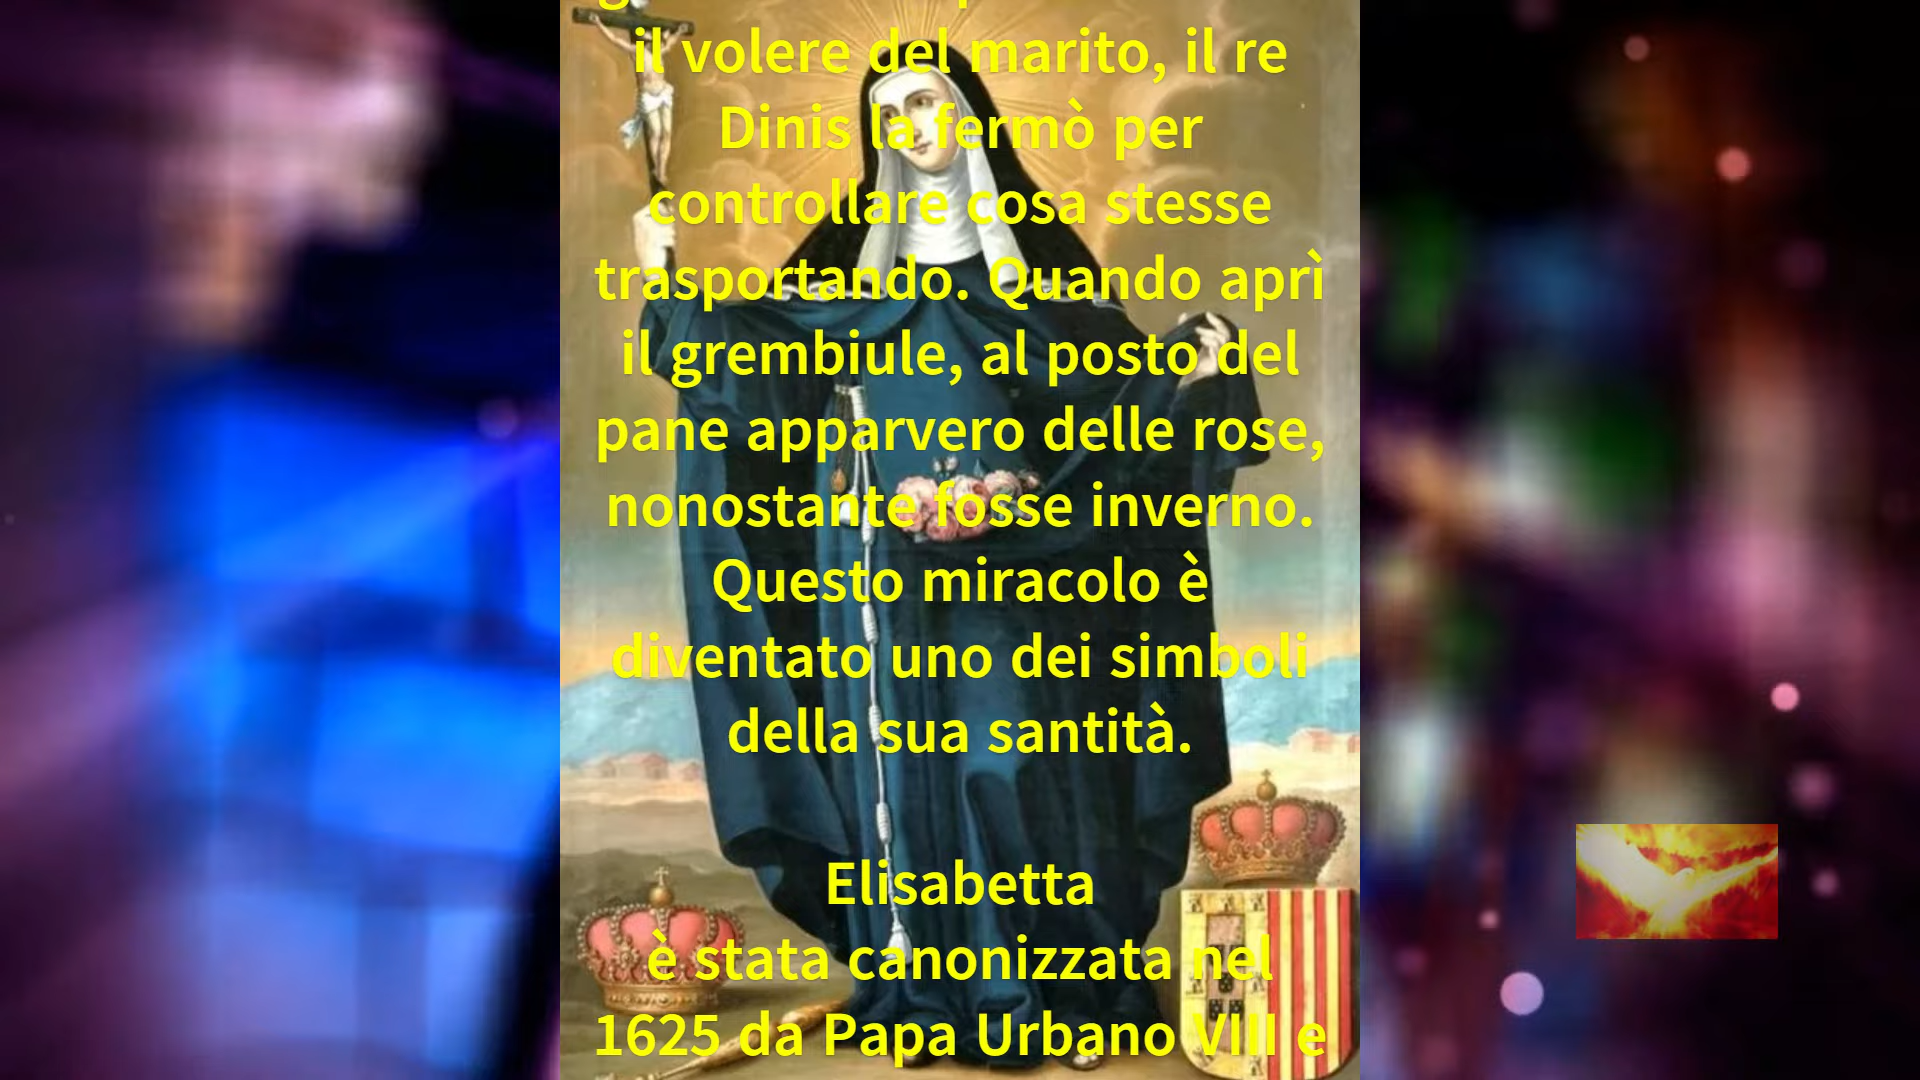 il volere del marito, il re
Dinis la fermò per
controllare cosa stesse
trasportando. Quando aprì
il grembiule, al posto del
pane apparvero delle rose,
nonostante fosse inverno.
Questo miracolo è
diventato uno dei simboli
della sua santità.
Elisabetta
è stata canonizzata nel
1625 da Papa Urbano VIII e